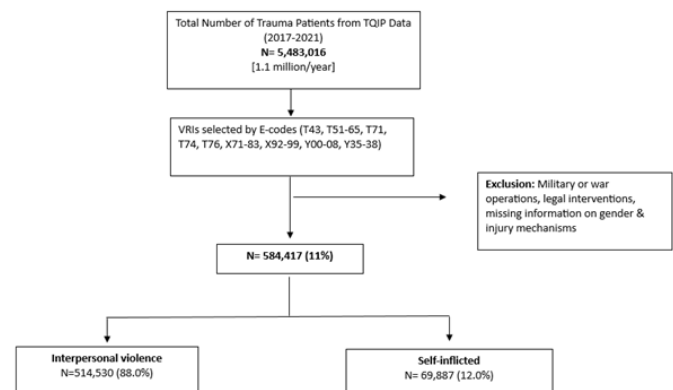 Total Number of Trauma Patients from TQIP Data
(2017-2021)
N= 5,483,016
[1.1 million/year]
VRIs selected by E-codes (T43, T51-65, T71,
T74, T76, X71-83, X92-99, Y00-08, Y35-38)
Exclusion: Military or war
operations, legal interventions,
missing information on gender &
injury mechanisms
N= 584,417 (11%)
Interpersonal violence
N=514,530 (88.0%)
Self-inflicted
N= 69,887 (12.0%)